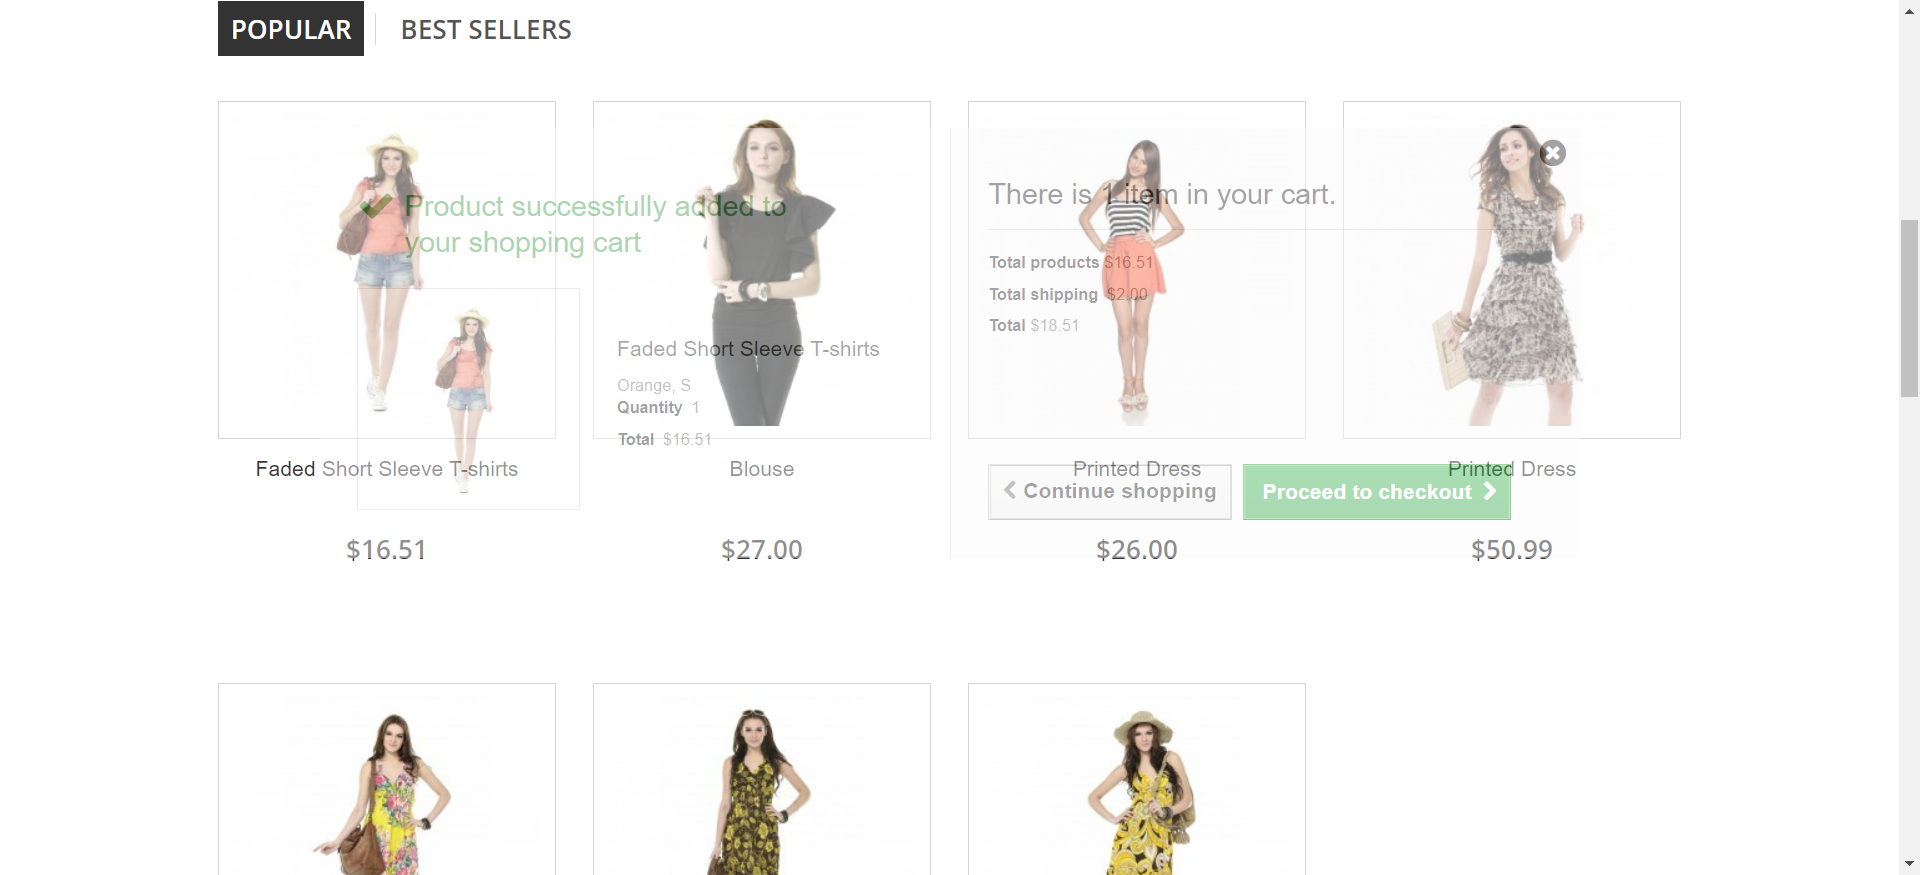 POPULAR
BEST SELLERS
Product successfully added to
your shopping cart
Faded Short Sleeve T-shirts
Orange, S
Quantity 1
Total $16.51
There is 1 item in your cart.
Total products $16.51
Total shipping $2.00
Total $18.51
Continue shopping
Proceed to checkout
Faded Short Sleeve T-shirts
$16.51
Blouse
$27.00
Printed Dress
$26.00
Printed Dress
$50.99